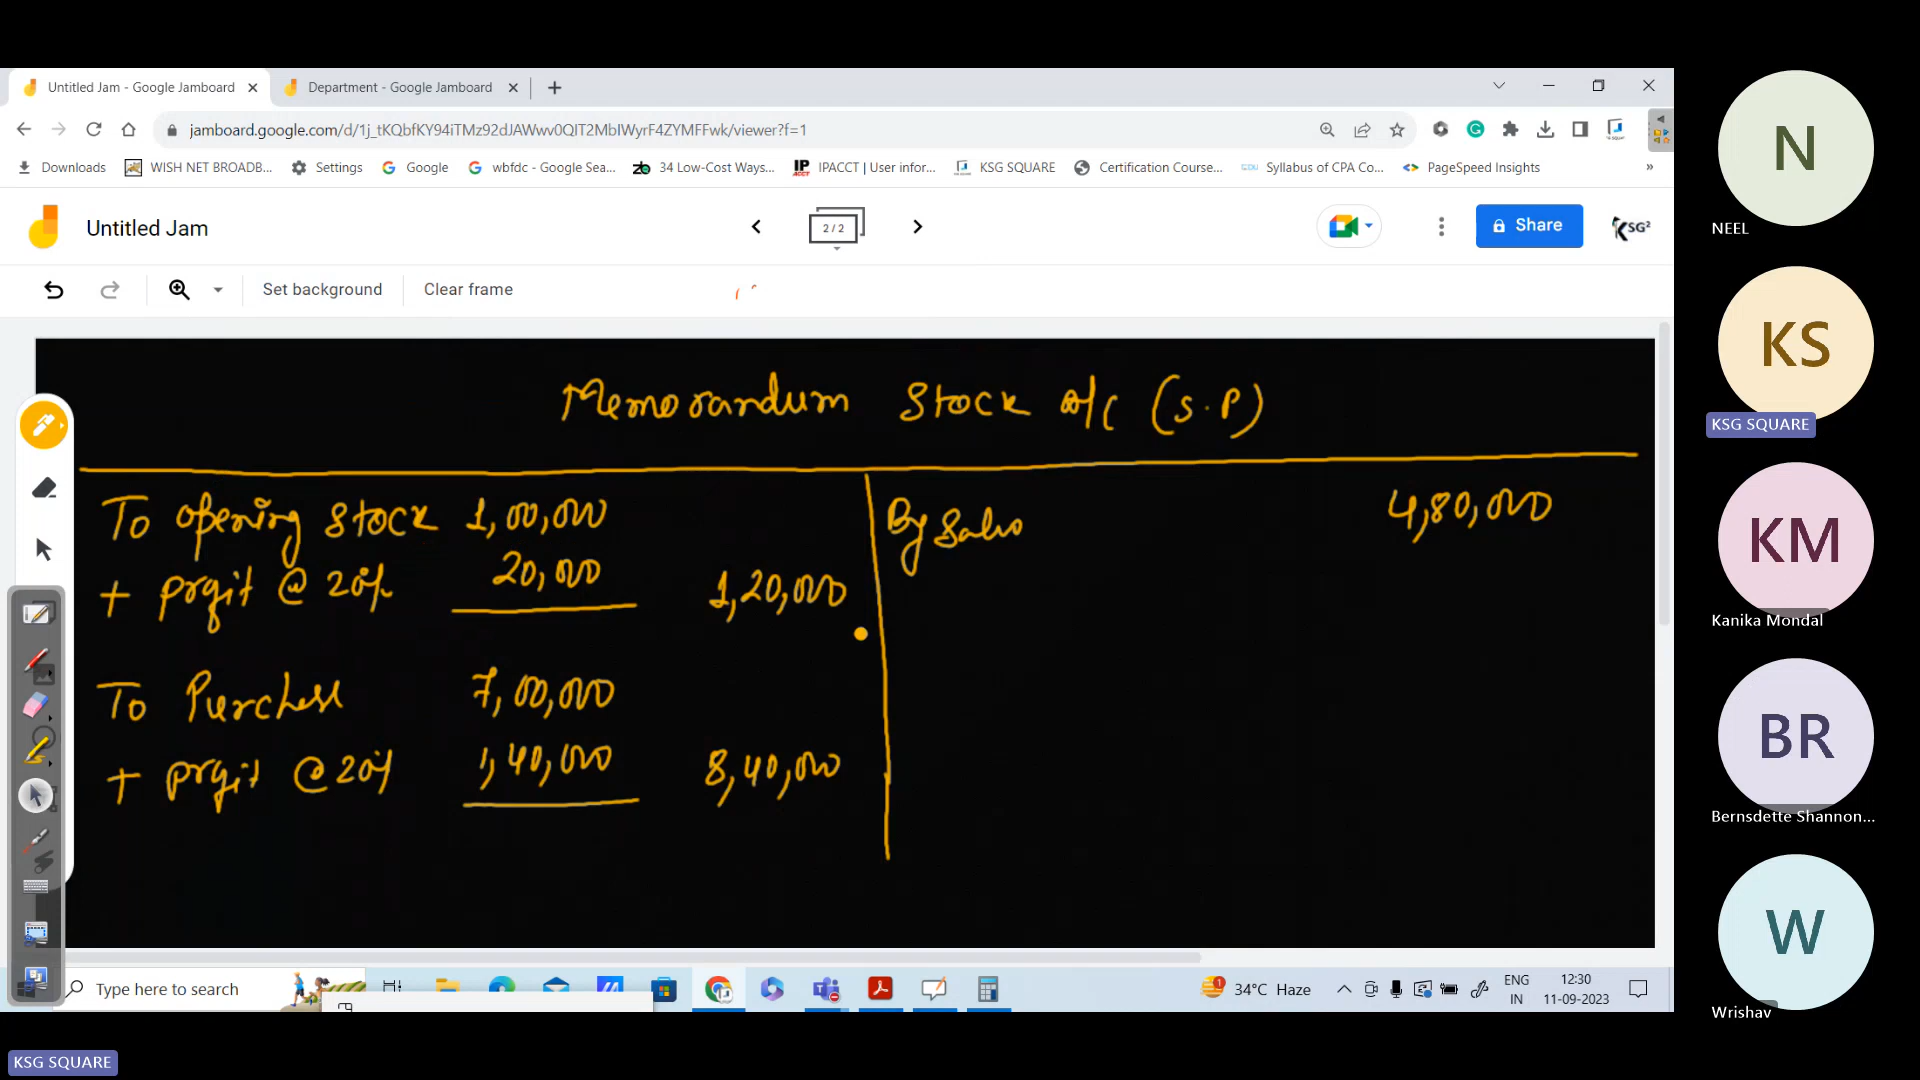 Untitled Jam - Google Jamboard
Department - Google Jamboard
jamboard.google.com/d/1j_tKQbfKY94iTMz92dJAWwv0QIT2MbIWyrF4ZYMFFwk/viewer?f=1
Downloads WISH NET BROADB... Settings Google wbfdc - Google Sea... 34 Low-Cost Ways... IPACCT | User infor... KSG SQUARE Certification Course... Syllabus of CPA Co... PageSpeed Insights »
Untitled Jam
2 / 2
Share
KSG²
Set background
Clear frame
Memorandum Stock A/C (S.P)
To opening Stock 1,00,000
+ profit @ 20% 20,000 1,20,000
To Purchase 7,00,000
+ profit @ 20% 1,40,000 8,40,000
By Sales 4,80,000
Type here to search
34°C Haze
ENG
IN
12:30
11-09-2023
N
NEEL
KS
KSG SQUARE
KM
Kanika Mondal
BR
Bernsdette Shannon...
W
Wrishav
KSG SQUARE